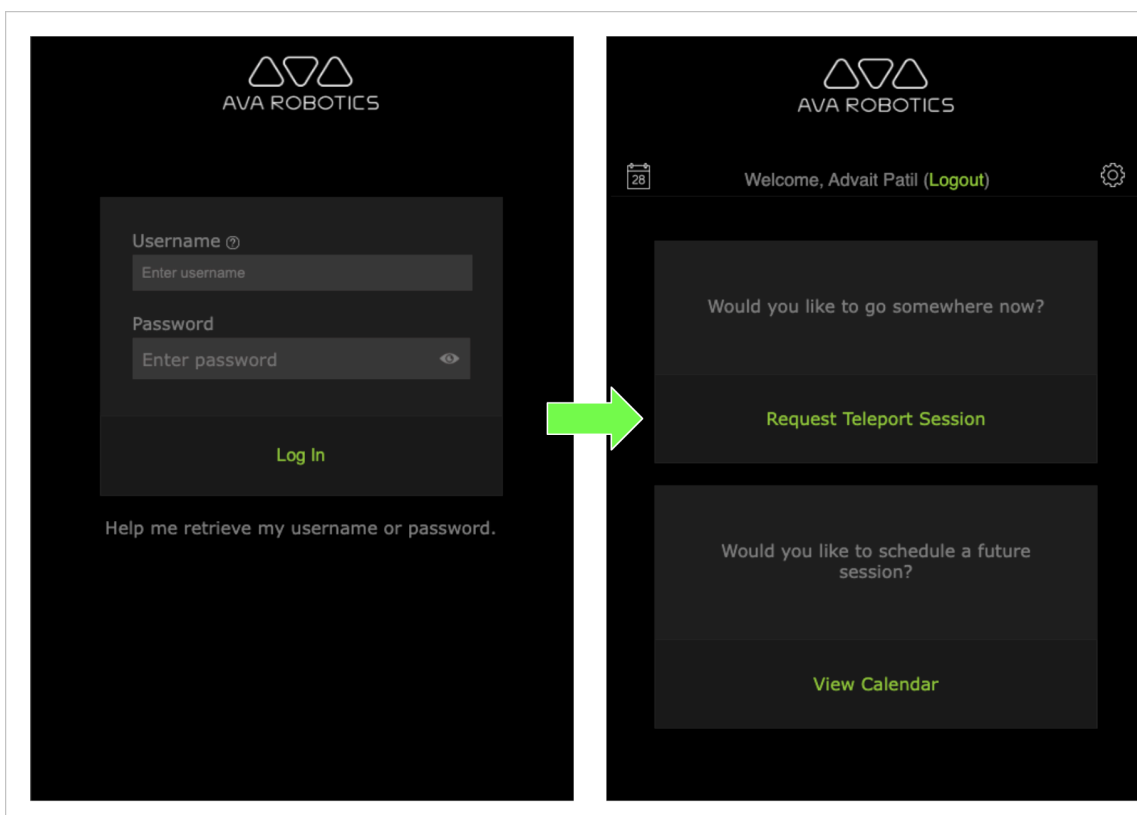 AVA ROBOTICS
Username
Enter username
Password
Enter password
Log In
Help me retrieve my username or password.
AVA ROBOTICS
28
Welcome, Advait Patil (Logout)
Would you like to go somewhere now?
Request Teleport Session
Would you like to schedule a future
session?
View Calendar